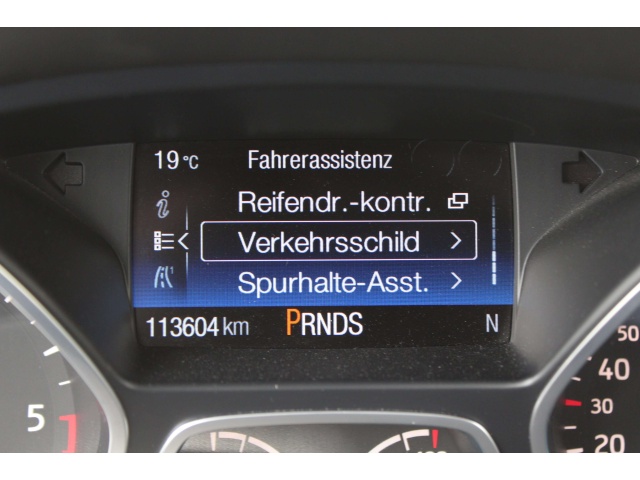 19 °C Fahrerassistenz
Reifendr.-kontr.
Verkehrsschild
Spurhalte-Asst.
113604 km PRNDS N
5
50
40
30
20